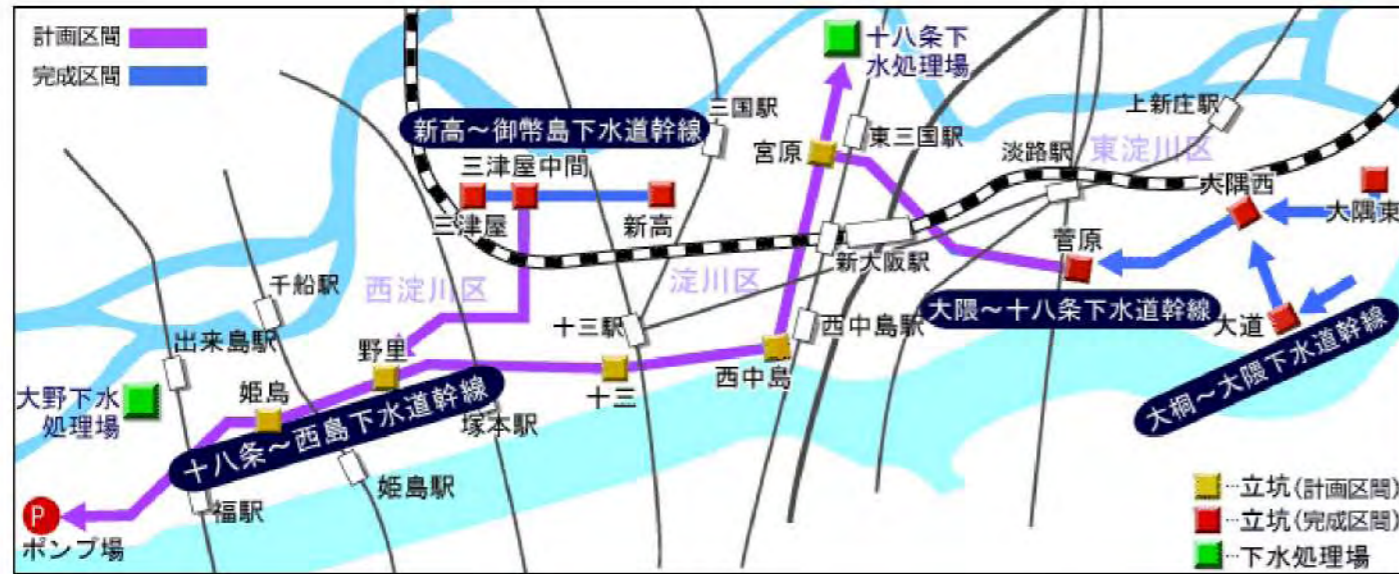 計画区間
完成区間
十八条下
水処理場
新高～御幣島下水道幹線
三国駅
宮原
東三国駅
上新庄駅
淡路駅
東淀川区
三津屋中間
大隅西
三津屋
新高
大隅東
菅原
新大阪駅
西淀川区
淀川区
千船駅
大隈～十八条下水道幹線
十三駅
西中島駅
大道
出来島駅
野里
西中島
大桐～大隈下水道幹線
大野下水
処理場
姫島
十三
十八条～西島下水道幹線
塚本駅
姫島駅
福駅
P
ポンプ場
…立坑(計画区間)
…立坑(完成区間)
…下水処理場